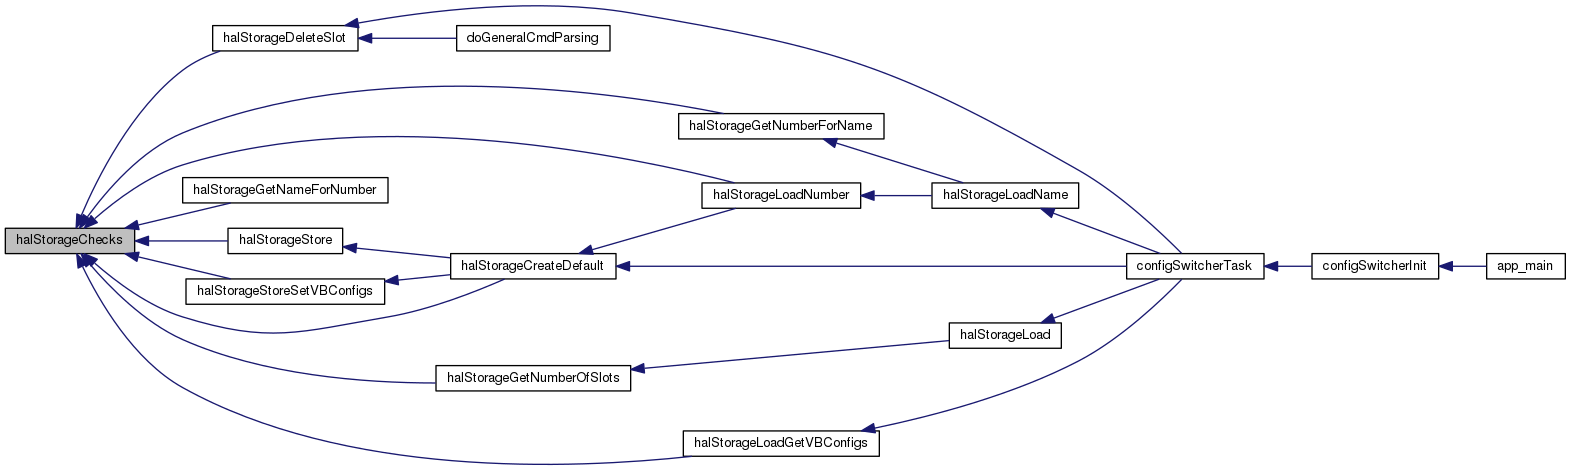 halStorageDeleteSlot
doGeneralCmdParsing
halStorageGetNumberForName
halStorageGetNameForNumber
halStorageLoadNumber
halStorageLoadName
halStorageChecks
halStorageStore
halStorageCreateDefault
configSwitcherTask
configSwitcherInit
app_main
halStorageStoreSetVBConfigs
halStorageLoad
halStorageGetNumberOfSlots
halStorageLoadGetVBConfigs